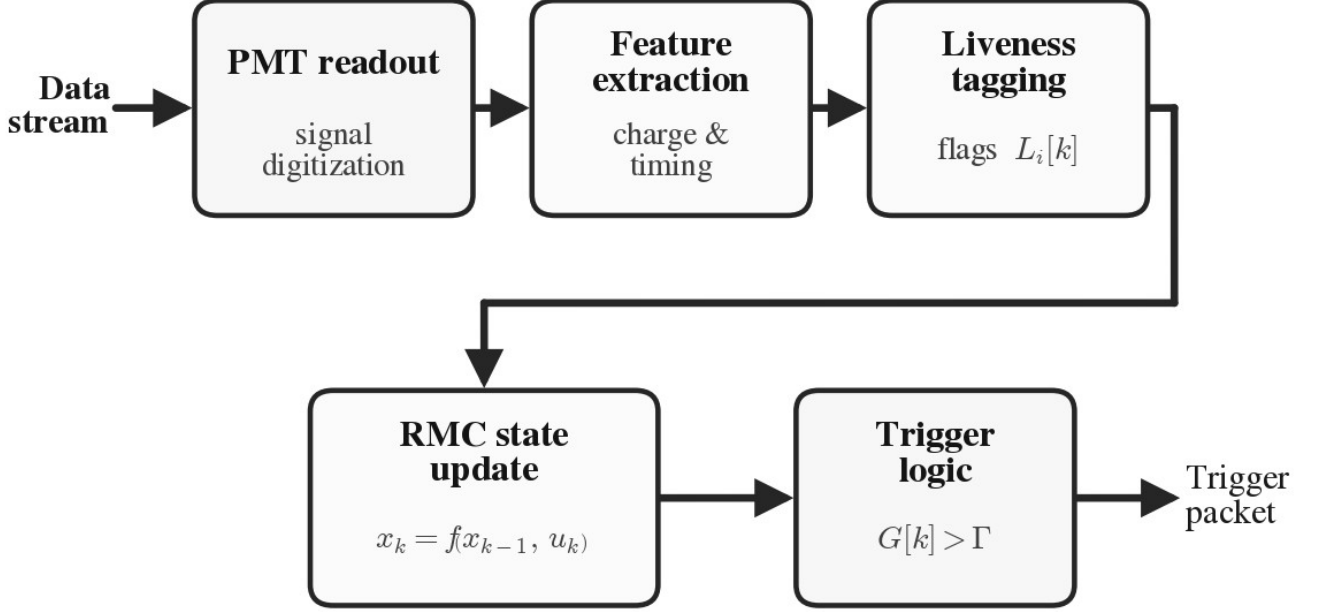 Data
stream
PMT readout
signal
digitization
Feature
extraction
charge &
timing
Liveness
tagging
flags L_i[k]
RMC state
update
x_k = f(x_{k−1}, u_k)
Trigger
logic
G[k] > Γ
Trigger
packet